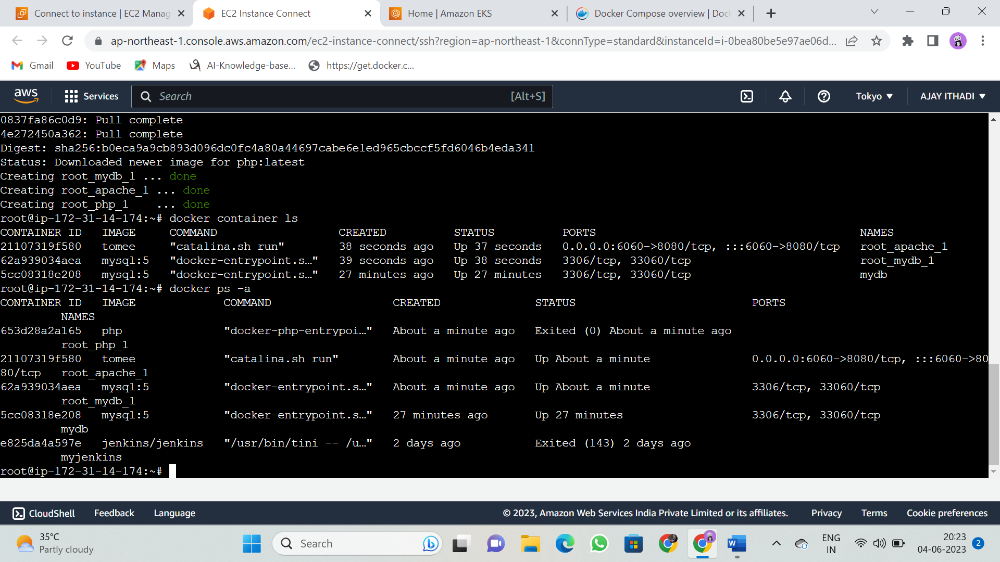 Connect to instance | EC2 Manag
EC2 Instance Connect
Home | Amazon EKS
Docker Compose overview | Doc
ap-northeast-1.console.aws.amazon.com/ec2-instance-connect/ssh?region=ap-northeast-1&connType=standard&instanceId=i-0bea80be5e97ae06d...
Gmail YouTube Maps AI-Knowledge-base... https://get.docker.c...
aws Services Search [Alt+S] Tokyo AJAY ITHADI
0837fa86c0d9: Pull complete
4e272450a362: Pull complete
Digest: sha256:b0eca9a9cb893d096dc0fc4a80a44697cabe6e1ed965cbccf5fd6046b4eda341
Status: Downloaded newer image for php:latest
Creating root_mydb_1 ... done
Creating root_apache_1 ... done
Creating root_php_1    ... done
root@ip-172-31-14-174:~# docker container ls
CONTAINER ID   IMAGE     COMMAND                  CREATED          STATUS          PORTS                                       NAMES
21107319f580   tomee     "catalina.sh run"        38 seconds ago   Up 37 seconds   0.0.0.0:6060->8080/tcp, :::6060->8080/tcp   root_apache_1
62a939034aea   mysql:5   "docker-entrypoint.s…"   39 seconds ago   Up 38 seconds   3306/tcp, 33060/tcp                         root_mydb_1
5cc08318e208   mysql:5   "docker-entrypoint.s…"   27 minutes ago   Up 27 minutes   3306/tcp, 33060/tcp                         mydb
root@ip-172-31-14-174:~# docker ps -a
CONTAINER ID   IMAGE             COMMAND                  CREATED              STATUS                          PORTS
         NAMES
653d28a2a165   php               "docker-php-entrypoi…"   About a minute ago   Exited (0) About a minute ago
         root_php_1
21107319f580   tomee             "catalina.sh run"        About a minute ago   Up About a minute               0.0.0.0:6060->8080/tcp, :::6060->80
80/tcp   root_apache_1
62a939034aea   mysql:5           "docker-entrypoint.s…"   About a minute ago   Up About a minute               3306/tcp, 33060/tcp
         root_mydb_1
5cc08318e208   mysql:5           "docker-entrypoint.s…"   27 minutes ago       Up 27 minutes                   3306/tcp, 33060/tcp
         mydb
e825da4a597e   jenkins/jenkins   "/usr/bin/tini -- /u…"   2 days ago           Exited (143) 2 days ago
         myjenkins
root@ip-172-31-14-174:~#
CloudShell Feedback Language © 2023, Amazon Web Services India Private Limited or its affiliates. Privacy Terms Cookie preferences
35°C
Partly cloudy
Search
ENG
IN
20:23
04-06-2023
2